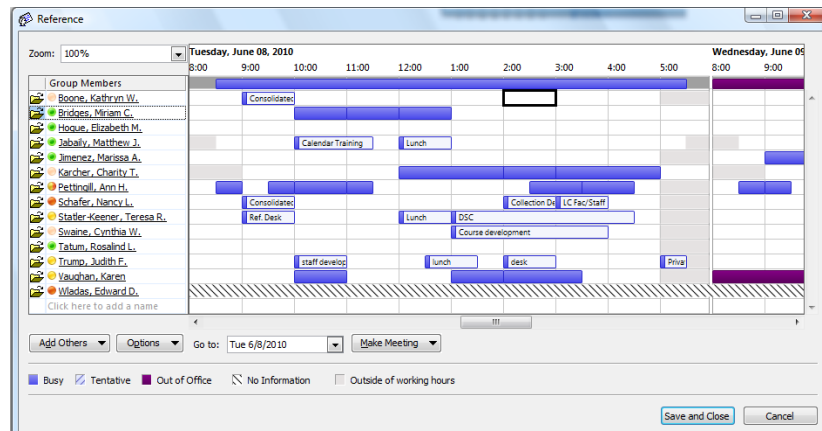 Reference
Zoom: 100%
Tuesday, June 08, 2010
Wednesday, June 09
8:00 9:00 10:00 11:00 12:00 1:00 2:00 3:00 4:00 5:00 8:00 9:00
Group Members
Boone, Kathryn W. Consolidated
Bridges, Miriam C.
Hogue, Elizabeth M.
Jabaily, Matthew J. Calendar Training Lunch
Jimenez, Marissa A.
Karcher, Charity T.
Pettingill, Ann H.
Schafer, Nancy L. Consolidated Collection De LC Fac/Staff
Statler-Keener, Teresa R. Ref. Desk Lunch DSC
Swaine, Cynthia W. Course development
Tatum, Rosalind L.
Trump, Judith F. staff develop lunch desk Priva
Vaughan, Karen
Wladas, Edward D.
Click here to add a name
Add Others Options Go to: Tue 6/8/2010 Make Meeting
Busy Tentative Out of Office No Information Outside of working hours
Save and Close Cancel